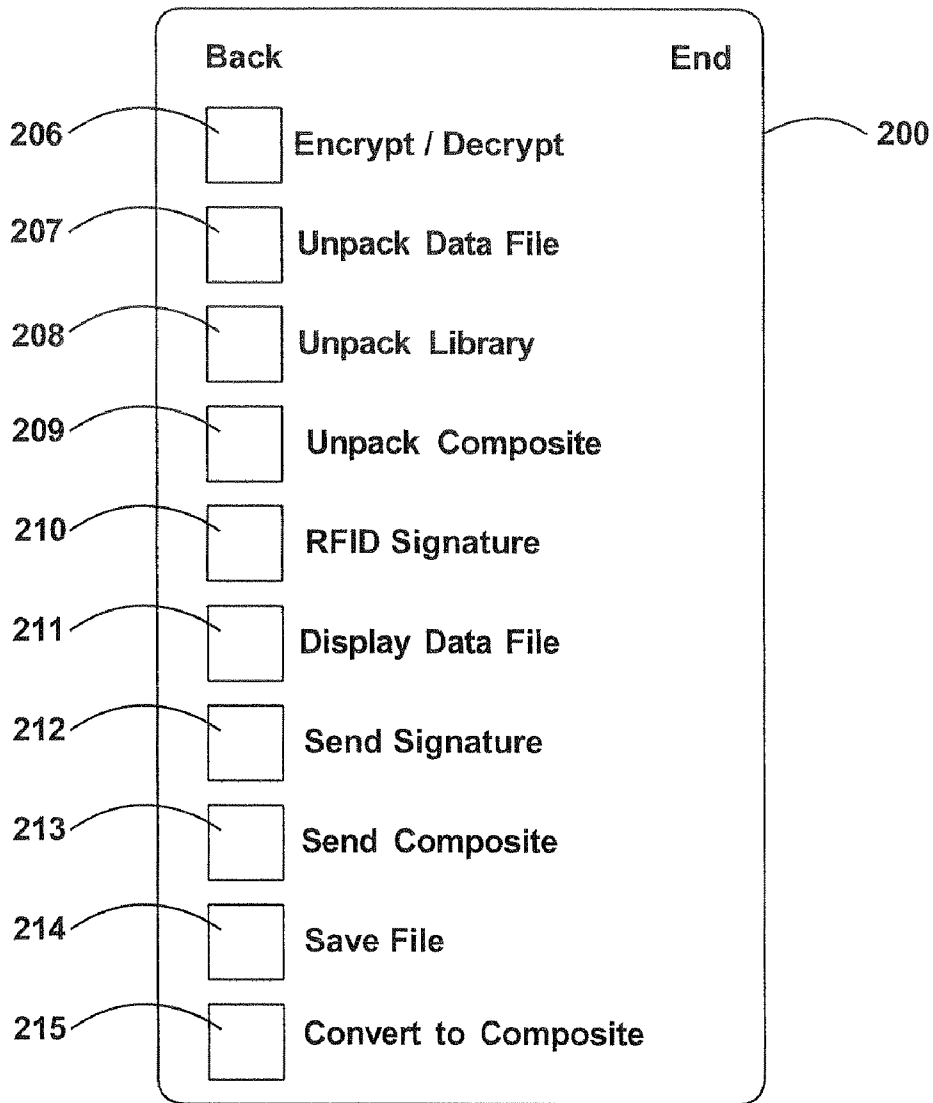 Back End
206 Encrypt / Decrypt 200
207 Unpack Data File
208 Unpack Library
209 Unpack Composite
210 RFID Signature
211 Display Data File
212 Send Signature
213 Send Composite
214 Save File
215 Convert to Composite